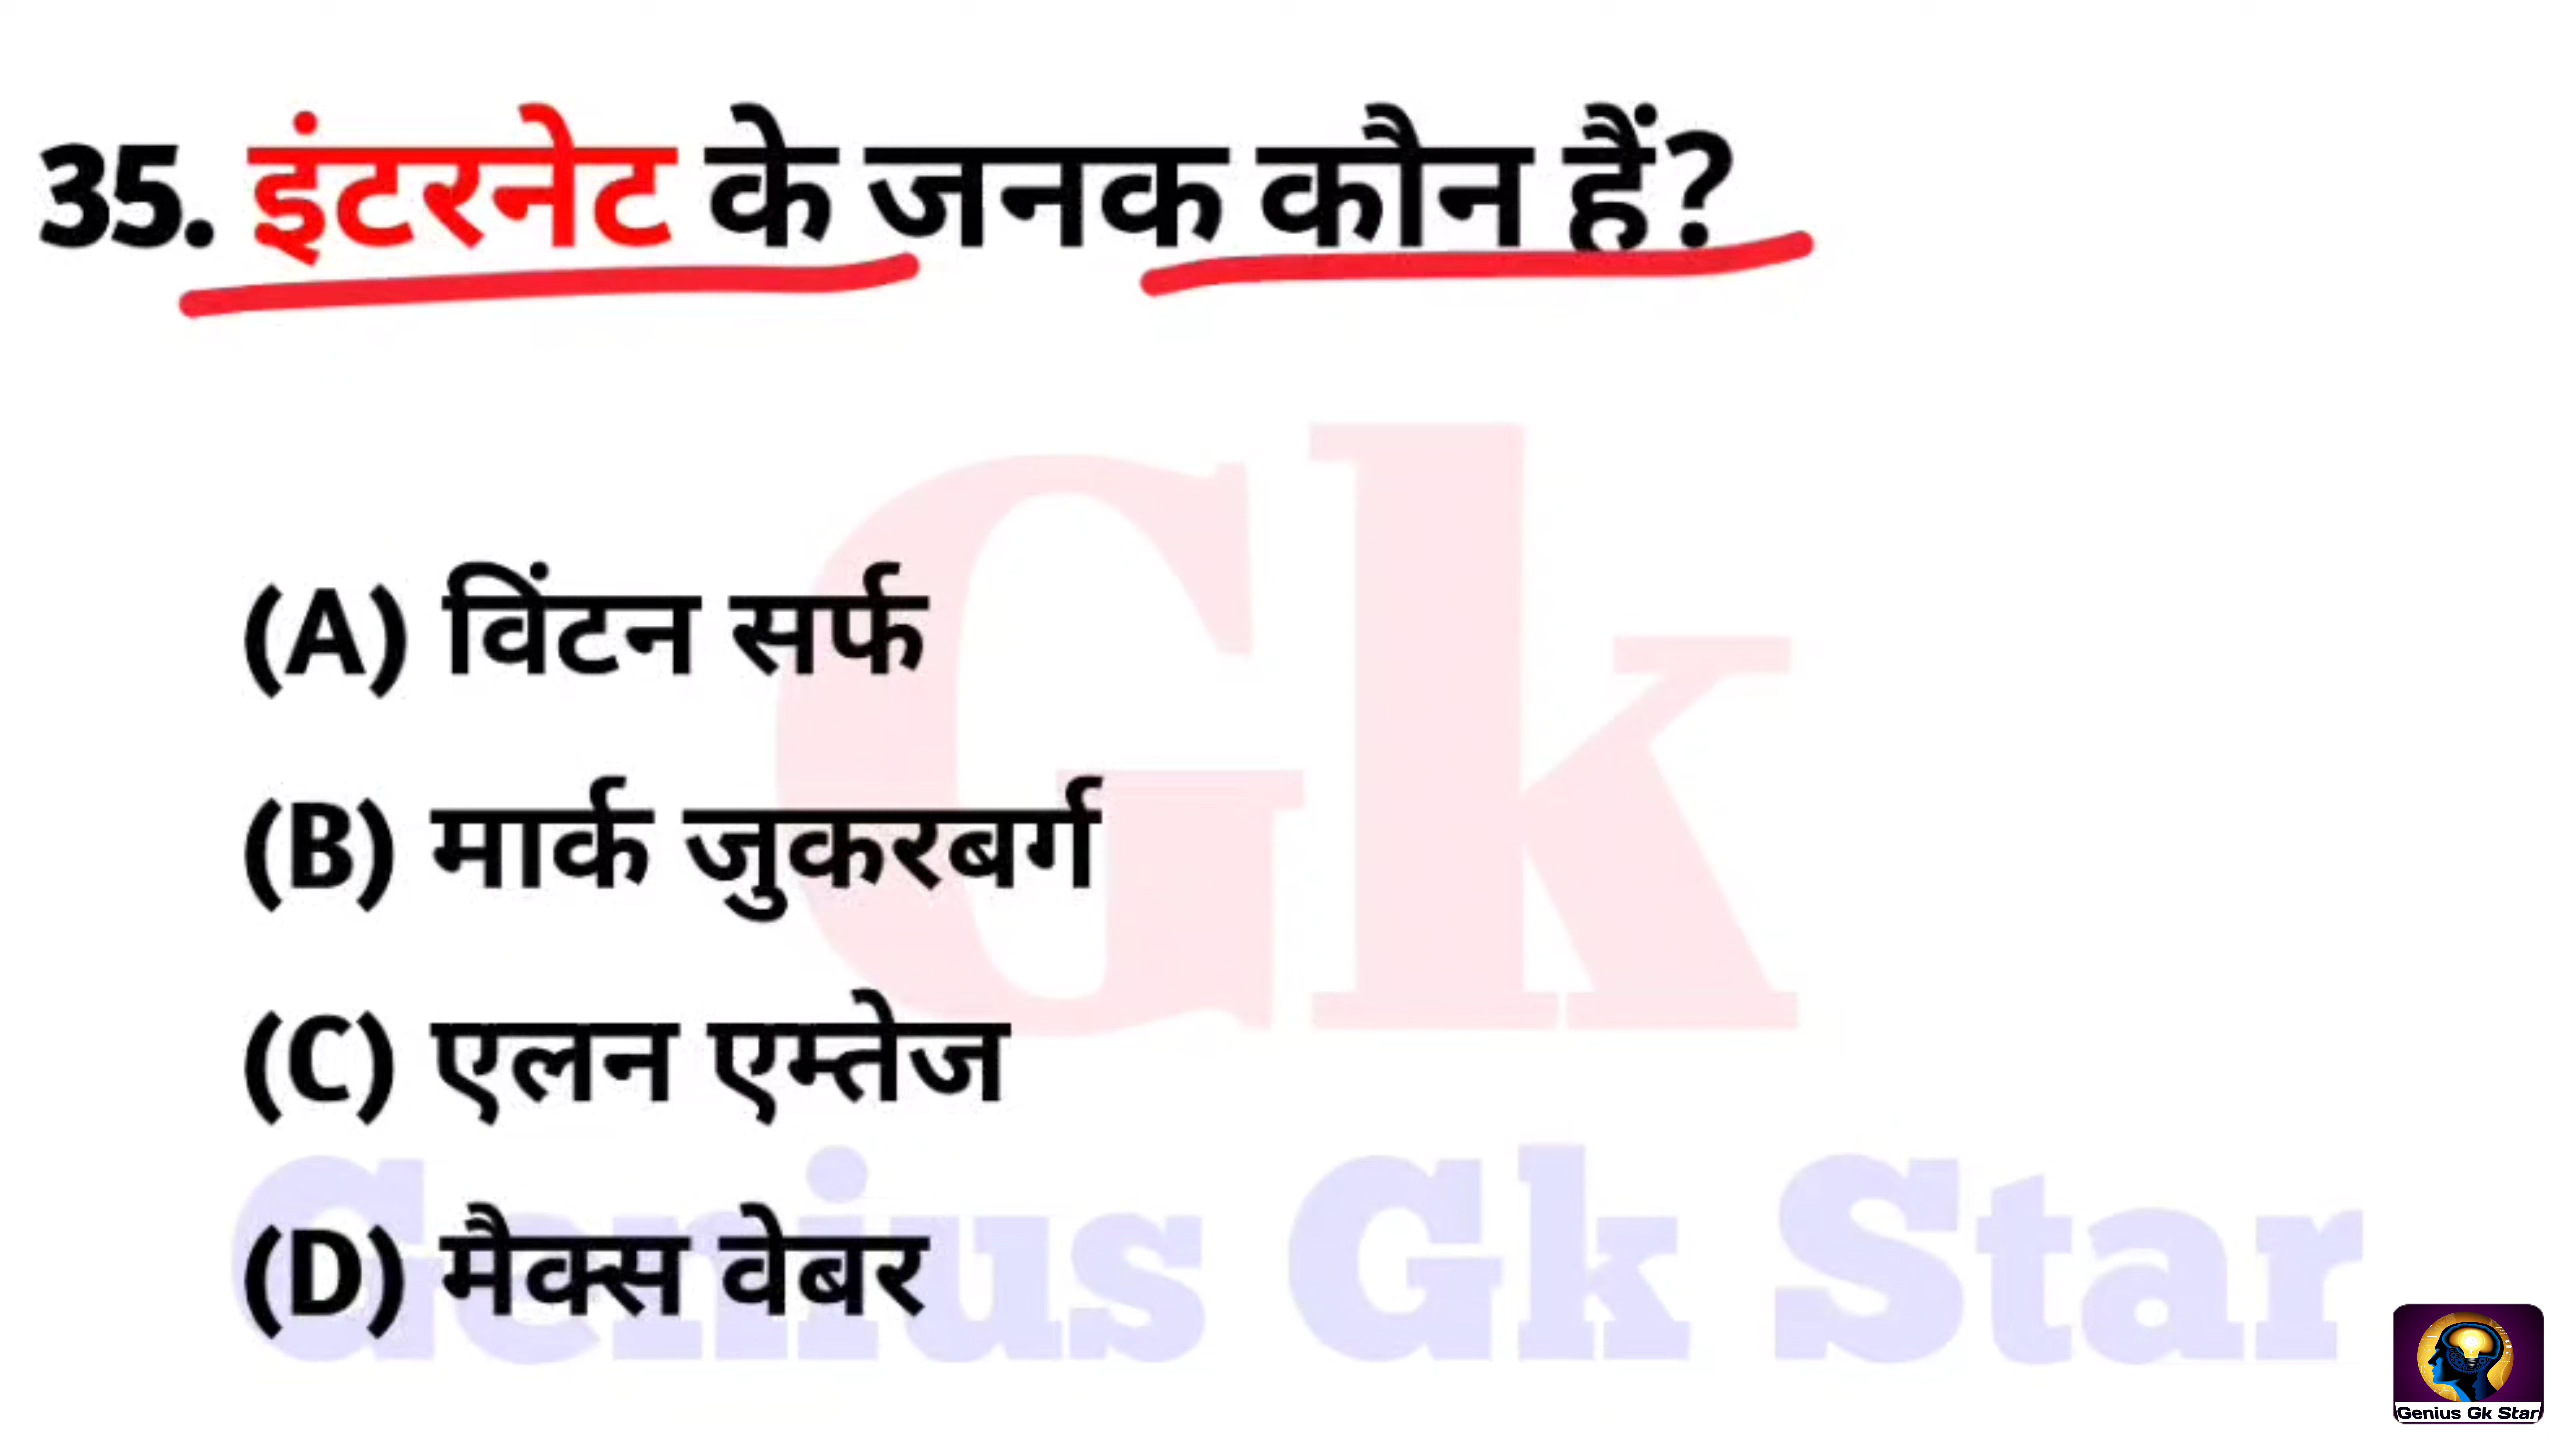 35. इंटरनेट के जनक कौन हैं?
Gk
(A) विंटन सर्फ
(B) मार्क जुकरबर्ग
(C) एलन एम्तेज
(D) मैक्स वेबर
Genius Gk Star
Genius Gk Star